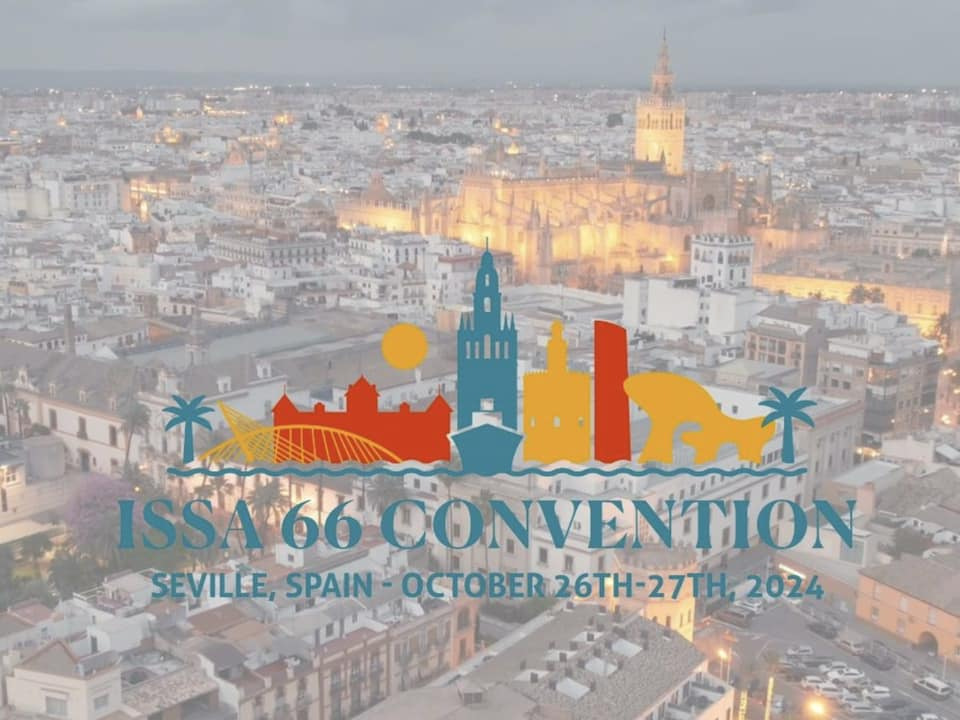 ISSA 66 CONVENTION
SEVILLE, SPAIN - OCTOBER 26TH-27TH, 2024